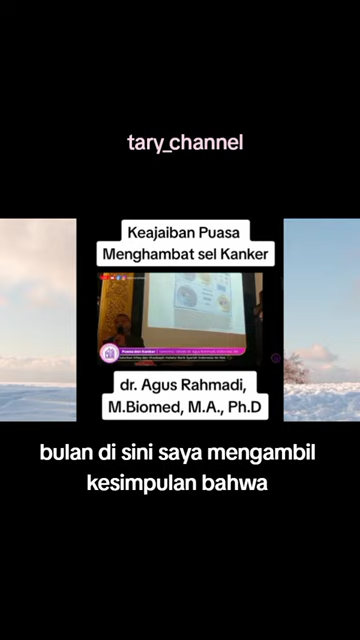 tary_channel
Keajaiban Puasa
Menghambat sel Kanker
dr. Agus Rahmadi,
M.Biomed, M.A., Ph.D
bulan di sini saya mengambil
kesimpulan bahwa